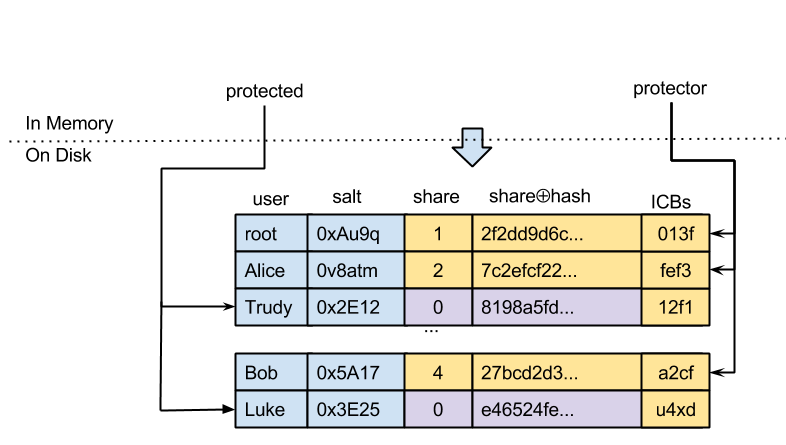 protected
protector
In Memory
On Disk
user salt share share⊕hash ICBs
root 0xAu9q 1 2f2dd9d6c... 013f
Alice 0v8atm 2 7c2efcf22... fef3
Trudy 0x2E12 0 8198a5fd... 12f1
...
Bob 0x5A17 4 27bcd2d3... a2cf
Luke 0x3E25 0 e46524fe... u4xd